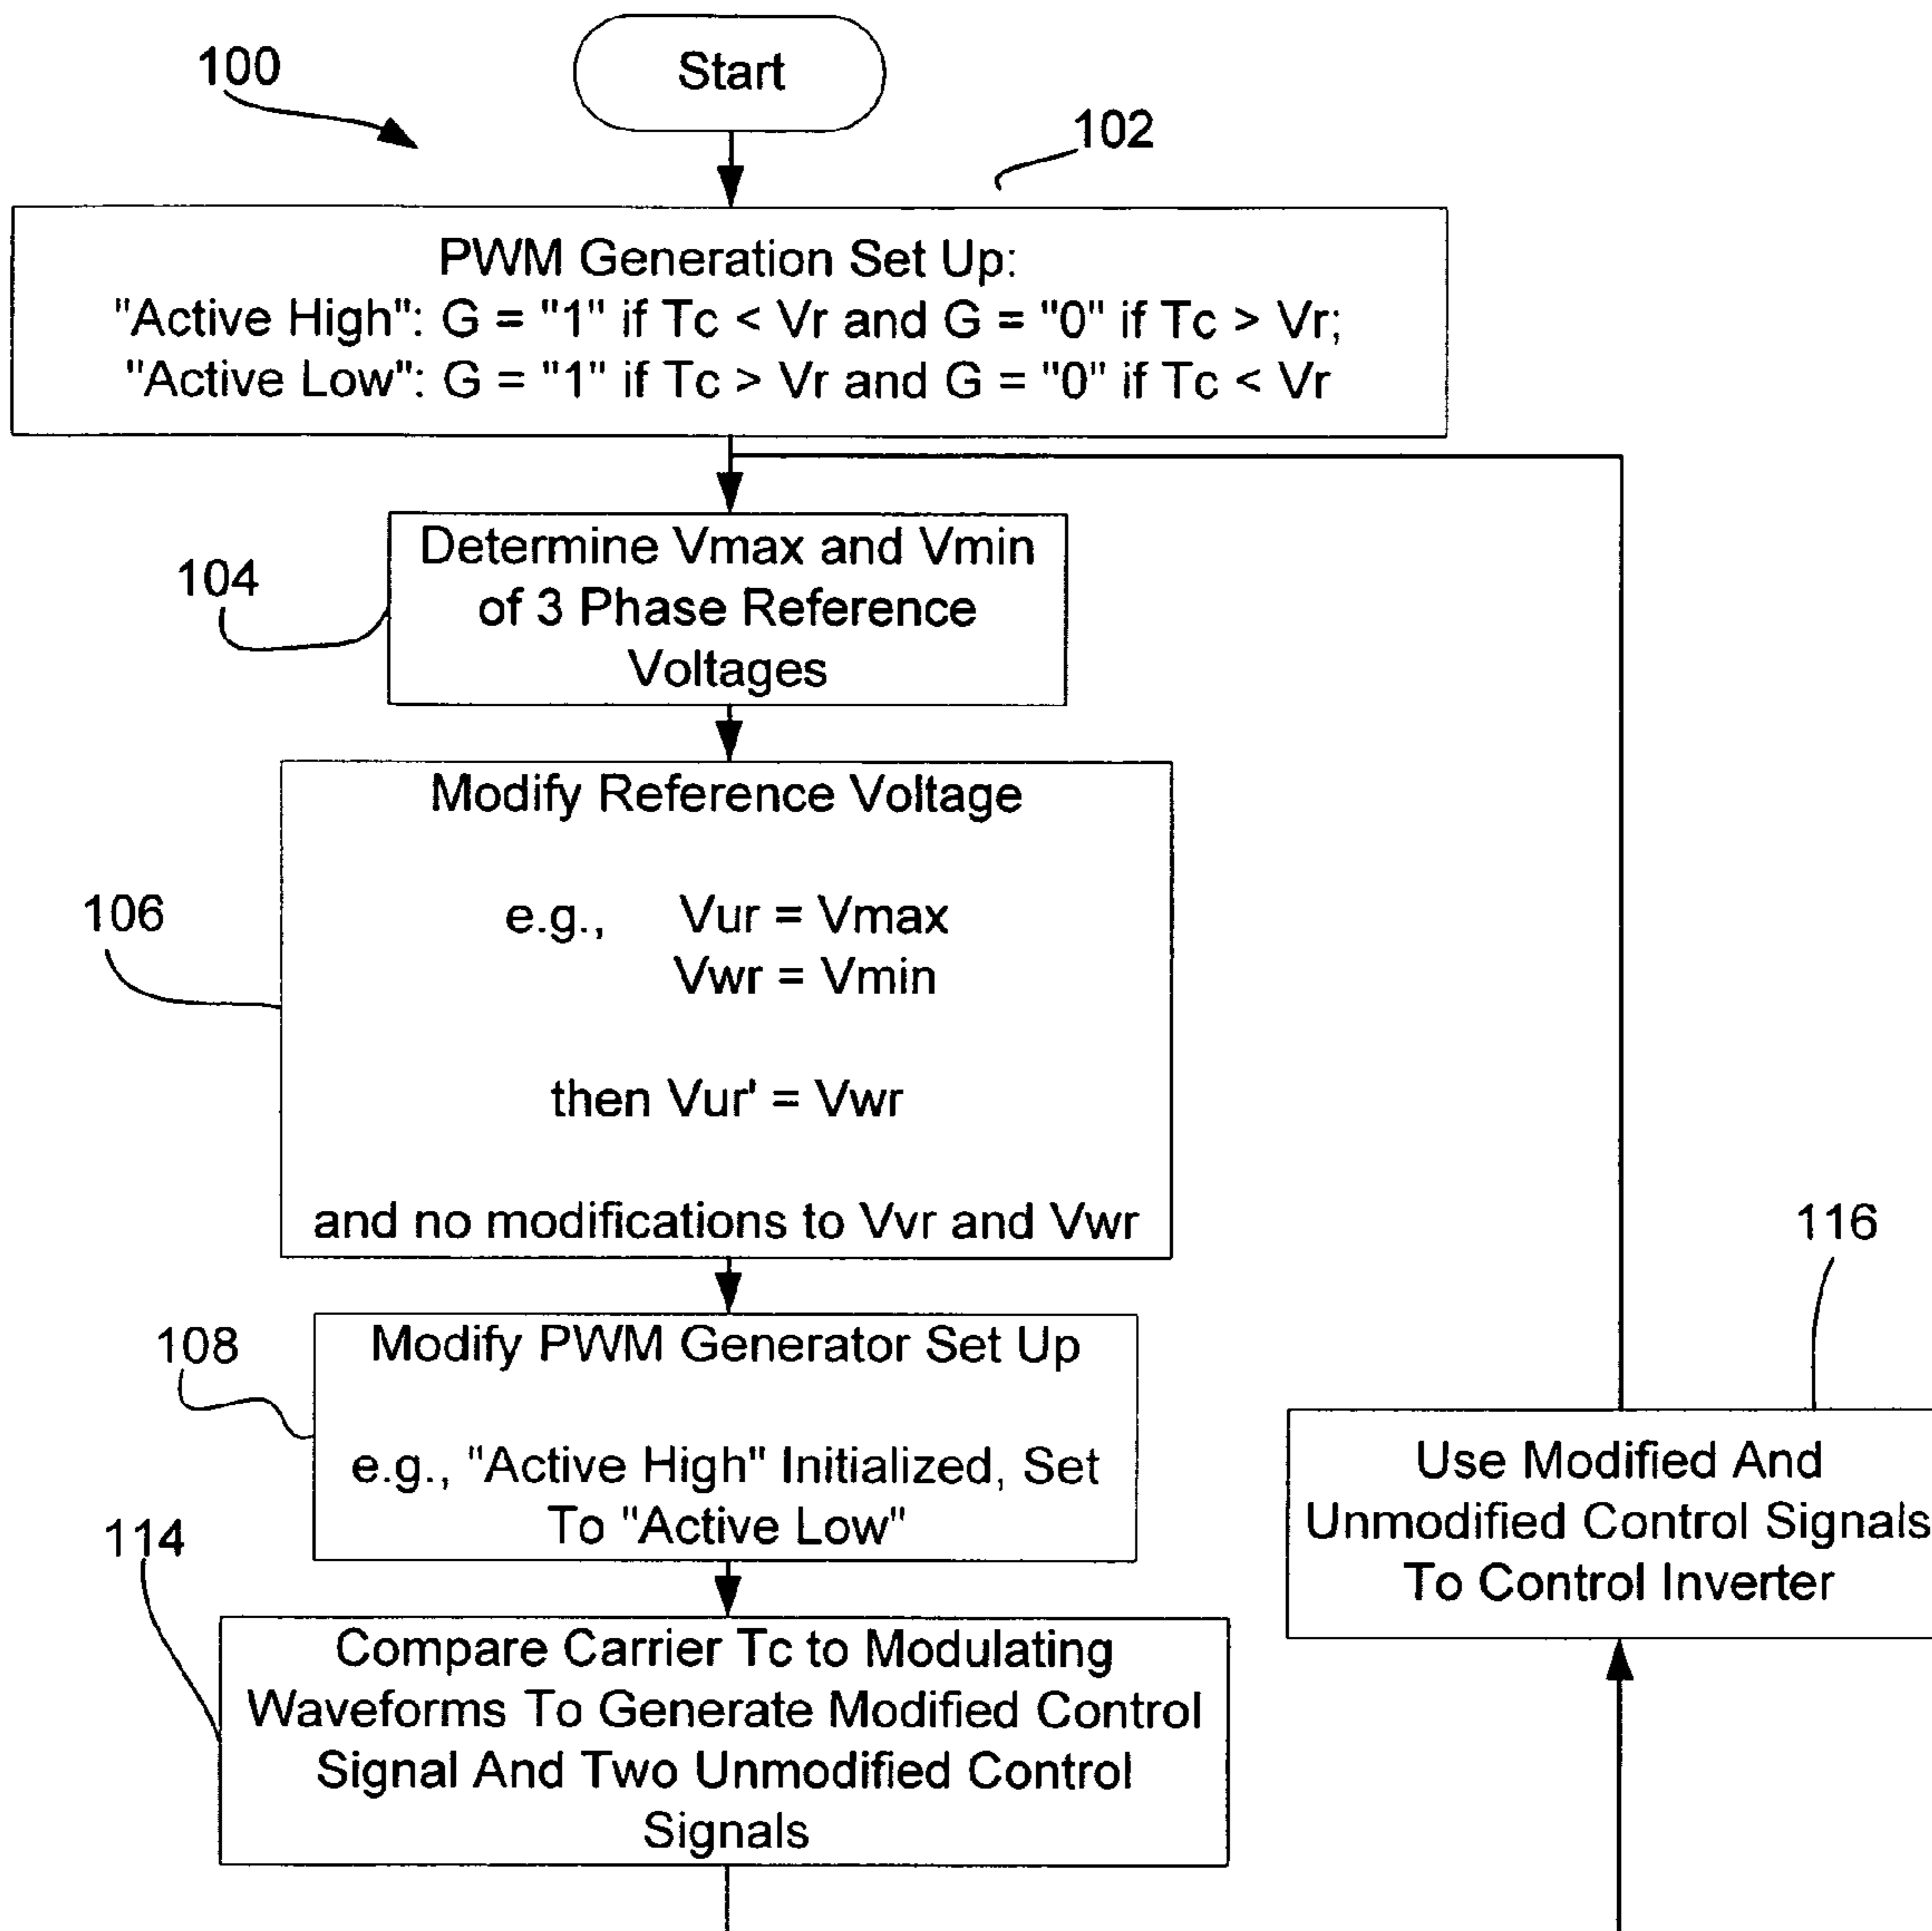 100
Start
102
PWM Generation Set Up:
"Active High": G = "1" if Tc < Vr and G = "0" if Tc > Vr;
"Active Low": G = "1" if Tc > Vr and G = "0" if Tc < Vr
104
Determine Vmax and Vmin
of 3 Phase Reference
Voltages
106
Modify Reference Voltage
e.g., Vur = Vmax
Vwr = Vmin
then Vur' = Vwr
and no modifications to Vvr and Vwr
108
Modify PWM Generator Set Up
e.g., "Active High" Initialized, Set
To "Active Low"
114
Compare Carrier Tc to Modulating
Waveforms To Generate Modified Control
Signal And Two Unmodified Control
Signals
116
Use Modified And
Unmodified Control Signals
To Control Inverter